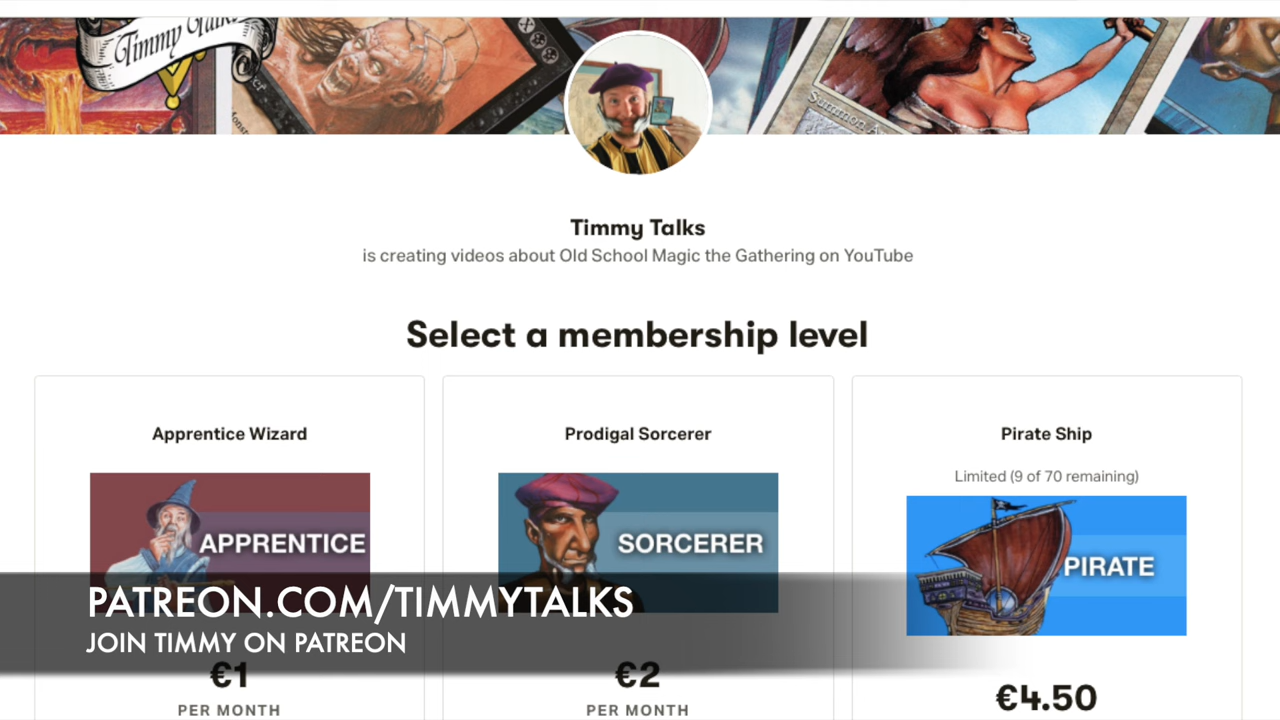 Timmy Talks
Summon A
Timmy Talks
is creating videos about Old School Magic the Gathering on YouTube
Select a membership level
Apprentice Wizard
Prodigal Sorcerer
Pirate Ship
Limited (9 of 70 remaining)
APPRENTICE
SORCERER
PIRATE
PATREON.COM/TIMMYTALKS
JOIN TIMMY ON PATREON
€1
€2
€4.50
PER MONTH
PER MONTH